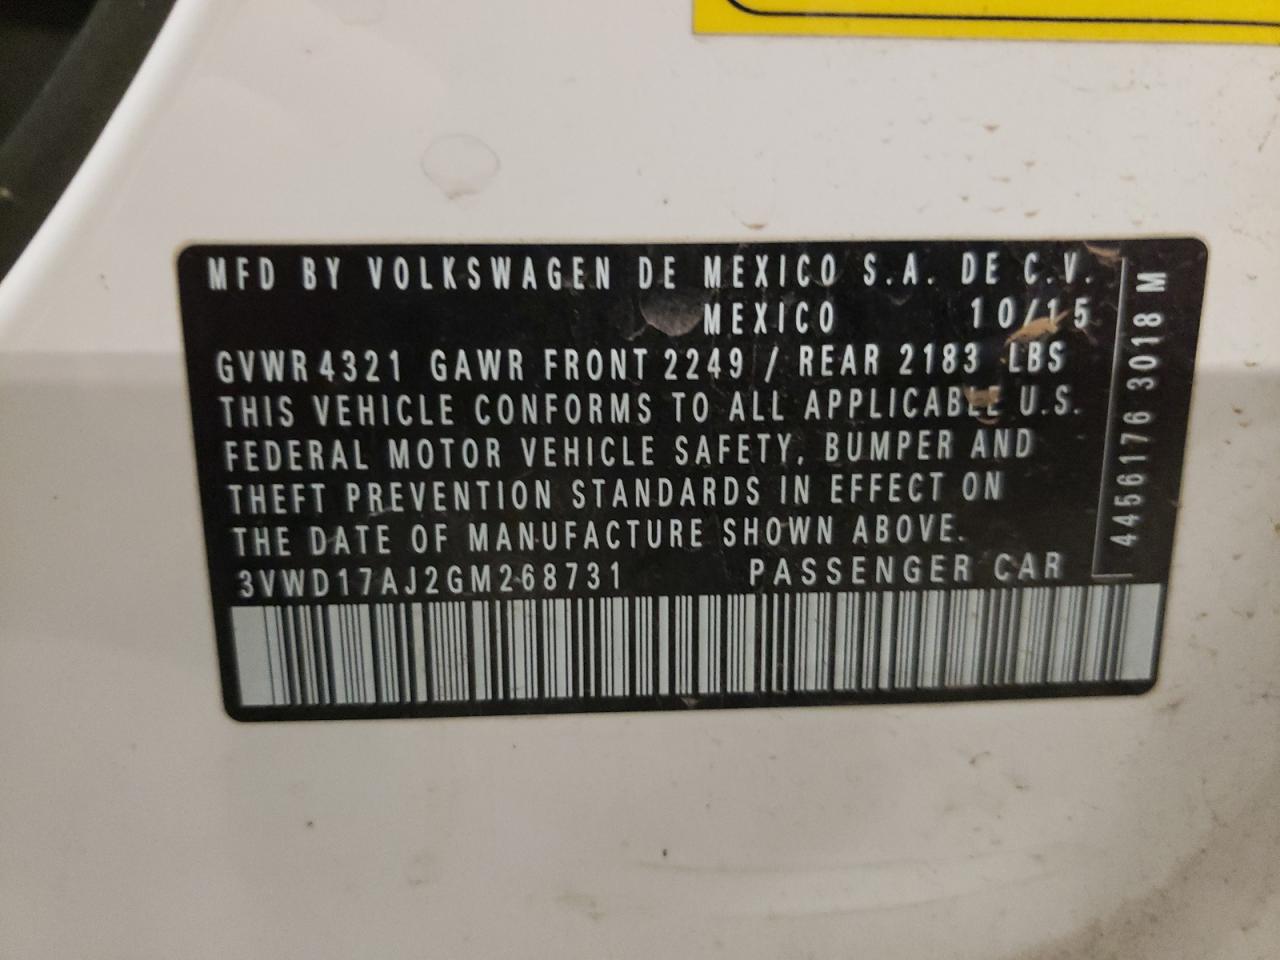 MFD BY VOLKSWAGEN DE MEXICO S.A. DE C.V.
MEXICO 10/15
GVWR 4321 GAWR FRONT 2249 / REAR 2183 LBS
THIS VEHICLE CONFORMS TO ALL APPLICABLE U.S.
FEDERAL MOTOR VEHICLE SAFETY, BUMPER AND
THEFT PREVENTION STANDARDS IN EFFECT ON
THE DATE OF MANUFACTURE SHOWN ABOVE.
3VWD17AJ2GM268731 PASSENGER CAR
4456176 3018 M